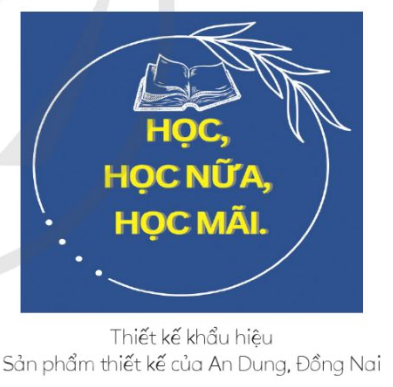 HỌC,
HỌC NỮA,
HỌC MÃI.
Thiết kế khẩu hiệu
Sản phẩm thiết kế của An Dung, Đồng Nai